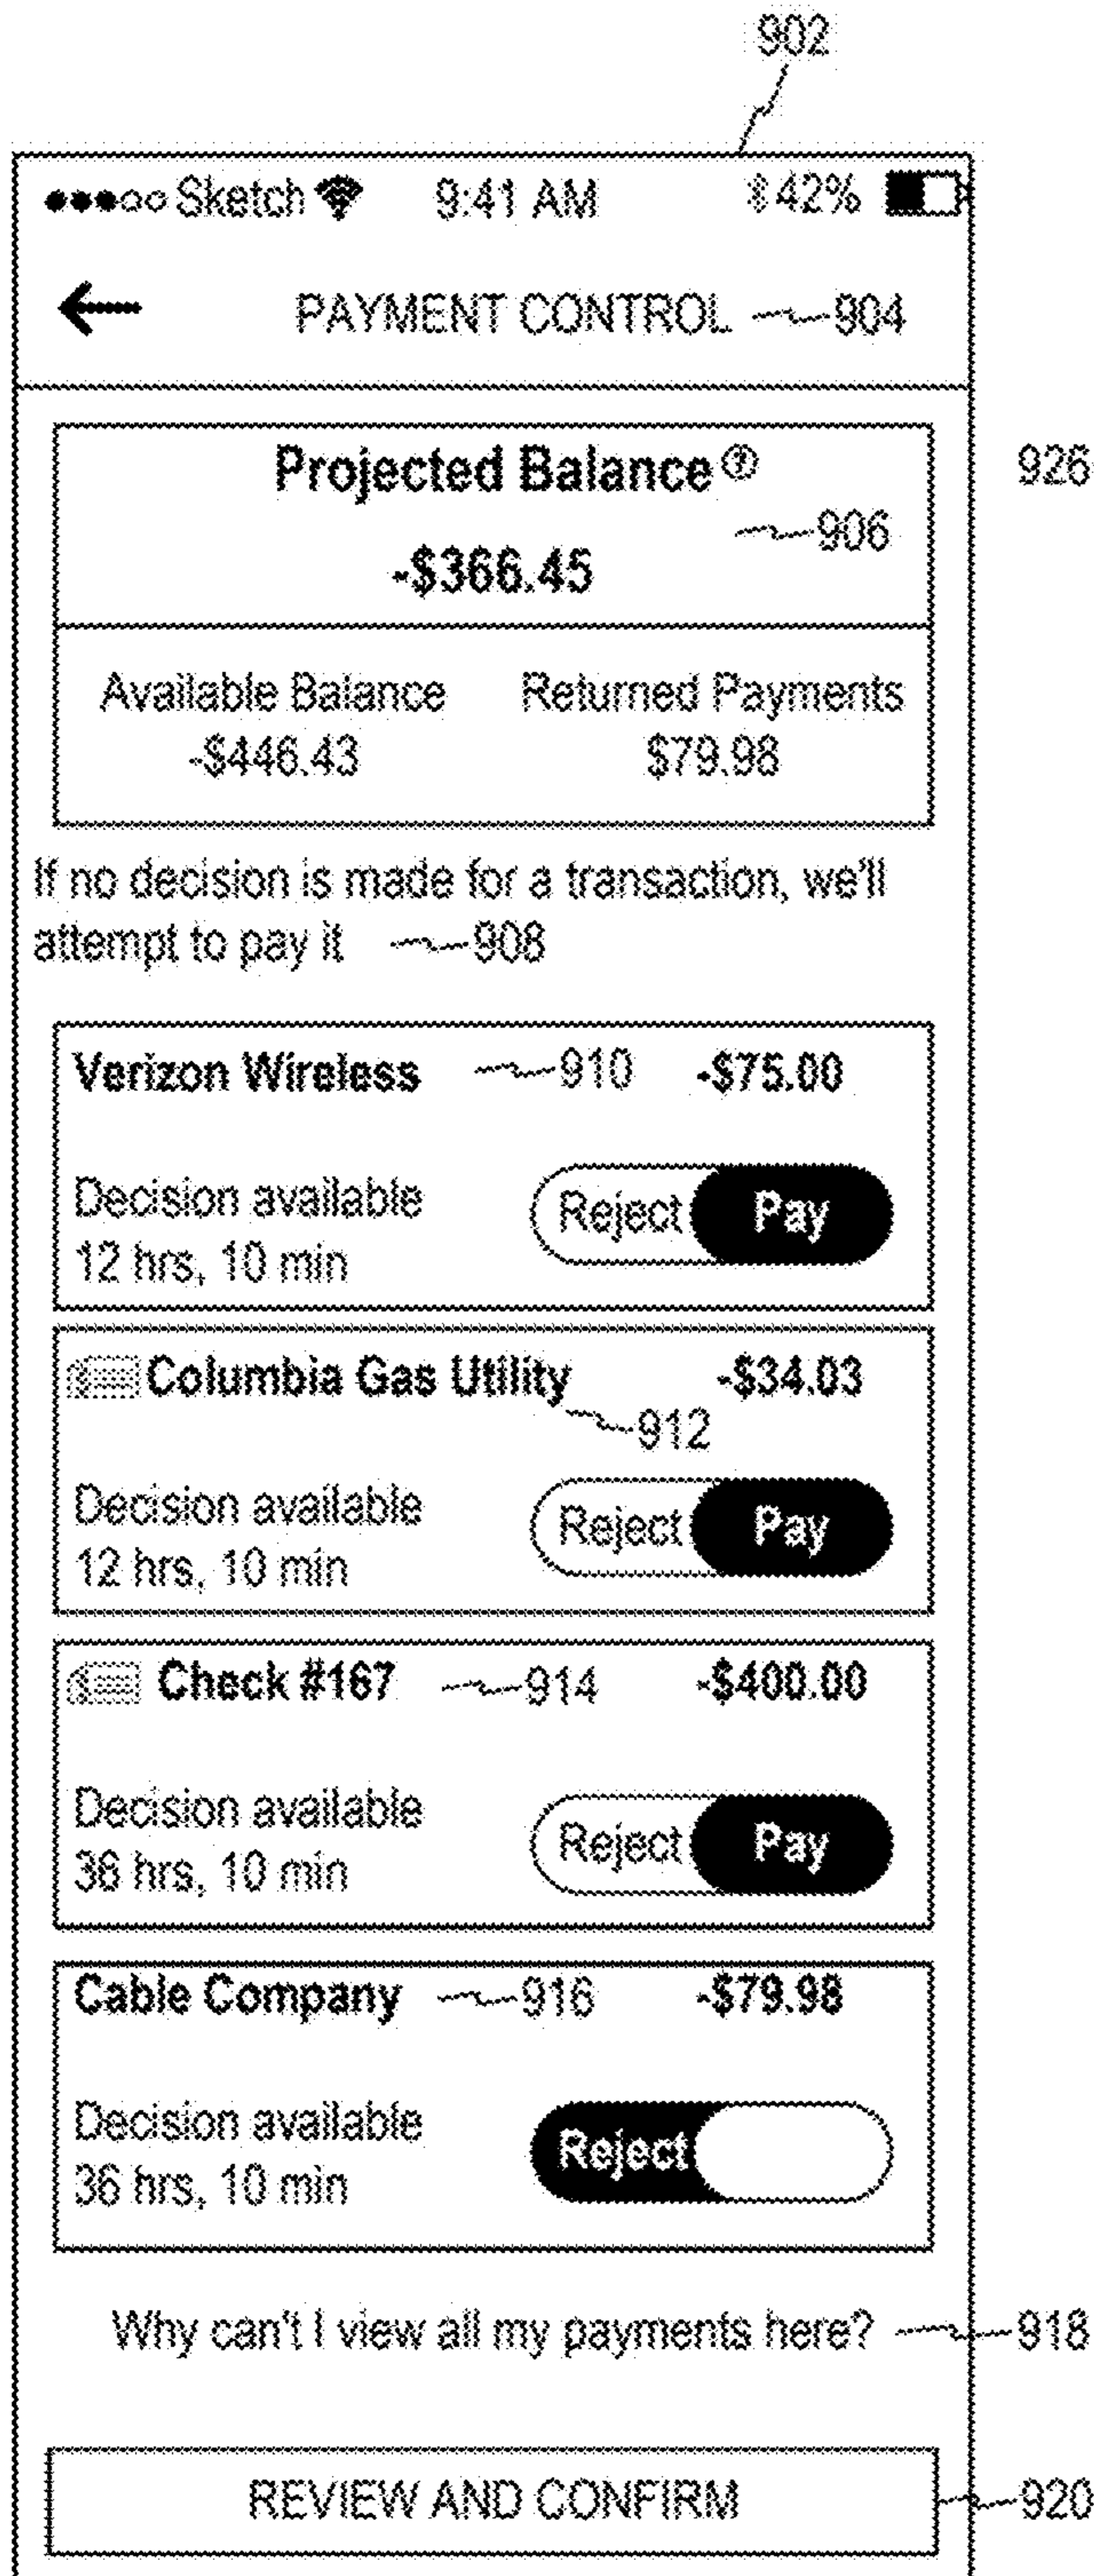 902
Sketch 9:41 AM 42%
PAYMENT CONTROL 904
Projected Balance ?
926
906
-$366.45
Available Balance Returned Payments
-$446.43 $79.98
If no decision is made for a transaction, we'll
attempt to pay it 908
Verizon Wireless 910 -$75.00
Decision available
12 hrs, 10 min
Reject Pay
Columbia Gas Utility -$34.03
912
Decision available
12 hrs, 10 min
Reject Pay
Check #167 914 -$400.00
Decision available
36 hrs, 10 min
Reject Pay
Cable Company 916 -$79.98
Decision available
36 hrs, 10 min
Reject
Why can't I view all my payments here? 918
REVIEW AND CONFIRM 920